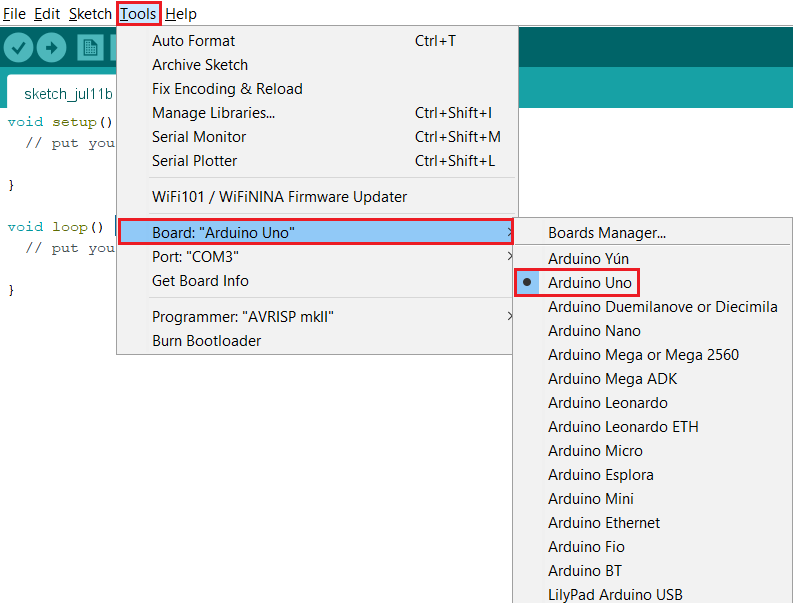 File Edit Sketch Tools Help
sketch_jul11b
void setup()
// put you
}
void loop()
// put you
}
Auto Format Ctrl+T
Archive Sketch
Fix Encoding & Reload
Manage Libraries... Ctrl+Shift+I
Serial Monitor Ctrl+Shift+M
Serial Plotter Ctrl+Shift+L
WiFi101 / WiFiNINA Firmware Updater
Board: "Arduino Uno"
Port: "COM3"
Get Board Info
Programmer: "AVRISP mkII"
Burn Bootloader
Boards Manager...
Arduino Yún
Arduino Uno
Arduino Duemilanove or Diecimila
Arduino Nano
Arduino Mega or Mega 2560
Arduino Mega ADK
Arduino Leonardo
Arduino Leonardo ETH
Arduino Micro
Arduino Esplora
Arduino Mini
Arduino Ethernet
Arduino Fio
Arduino BT
LilyPad Arduino USB